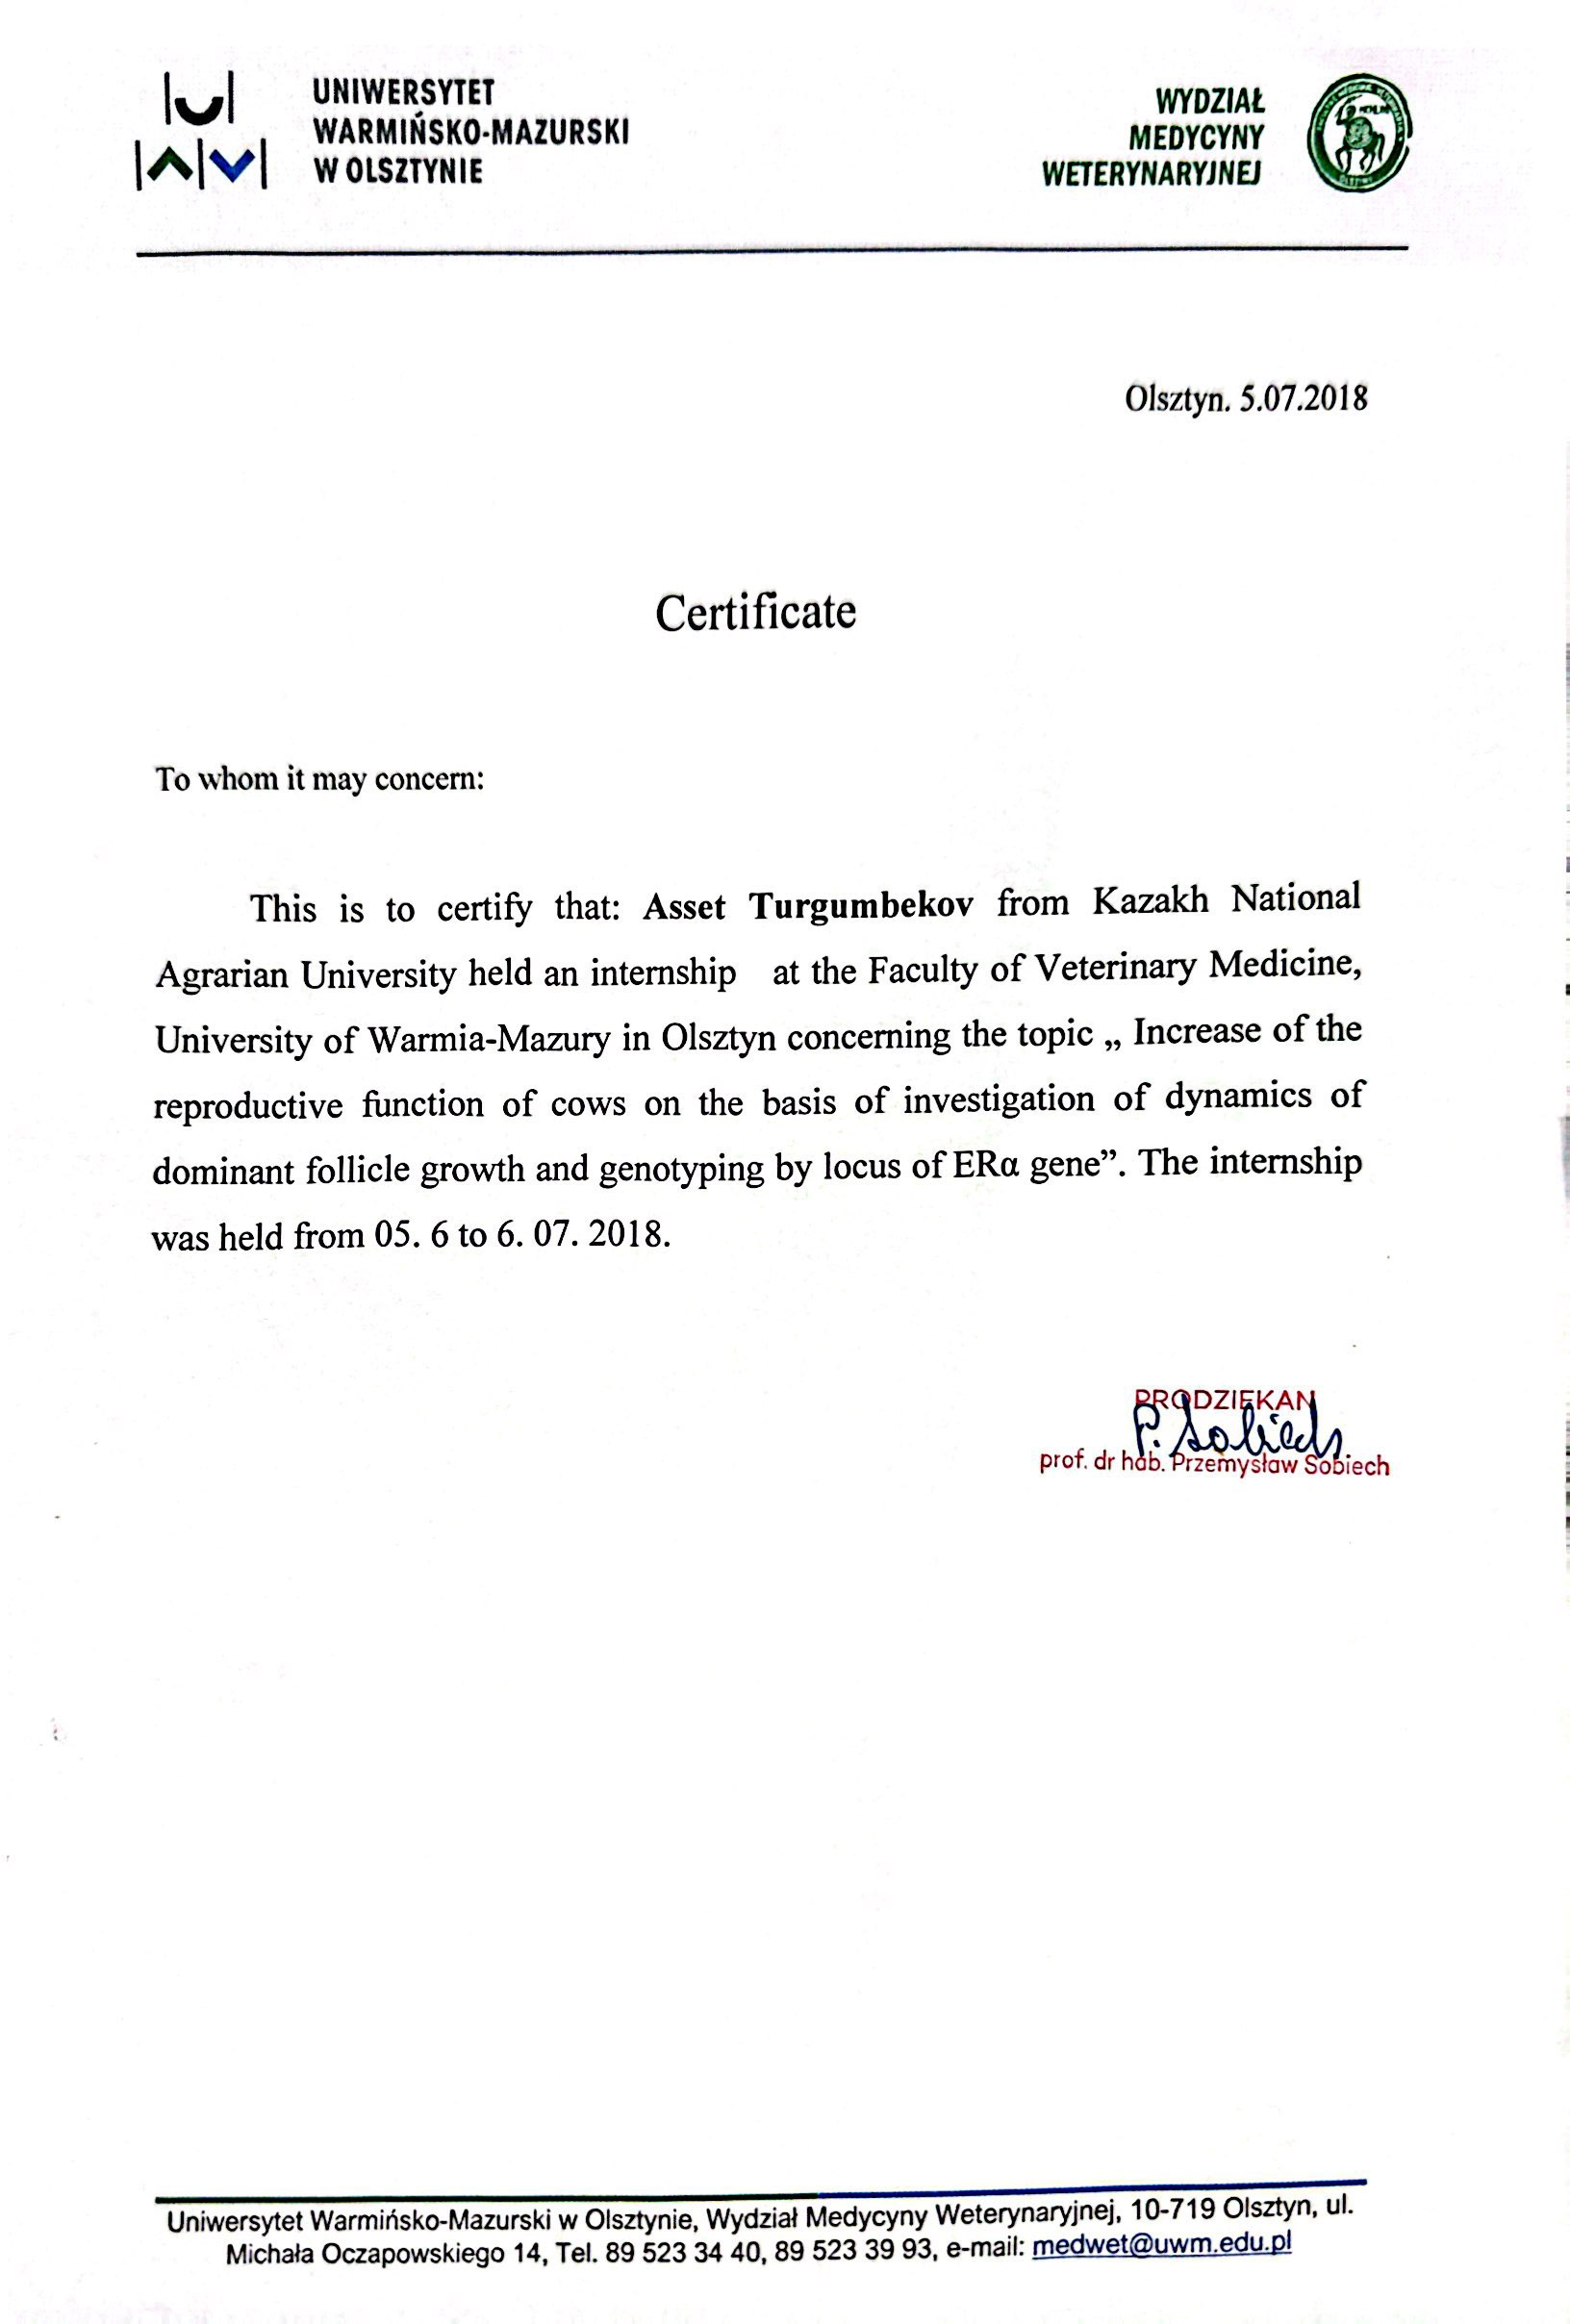 UNIWERSYTET
WARMIŃSKO-MAZURSKI
W OLSZTYNIE
WYDZIAŁ
MEDYCYNY
WETERYNARYJNEJ
Olsztyn. 5.07.2018
Certificate
To whom it may concern:
This is to certify that: Asset Turgumbekov from Kazakh National
Agrarian University held an internship at the Faculty of Veterinary Medicine,
University of Warmia-Mazury in Olsztyn concerning the topic „ Increase of the
reproductive function of cows on the basis of investigation of dynamics of
dominant follicle growth and genotyping by locus of ERα gene”. The internship
was held from 05. 6 to 6. 07. 2018.
PRODZIEKAN
P. Sobiech
prof. dr hab. Przemysław Sobiech
Uniwersytet Warmińsko-Mazurski w Olsztynie, Wydział Medycyny Weterynaryjnej, 10-719 Olsztyn, ul.
Michała Oczapowskiego 14, Tel. 89 523 34 40, 89 523 39 93, e-mail: medwet@uwm.edu.pl